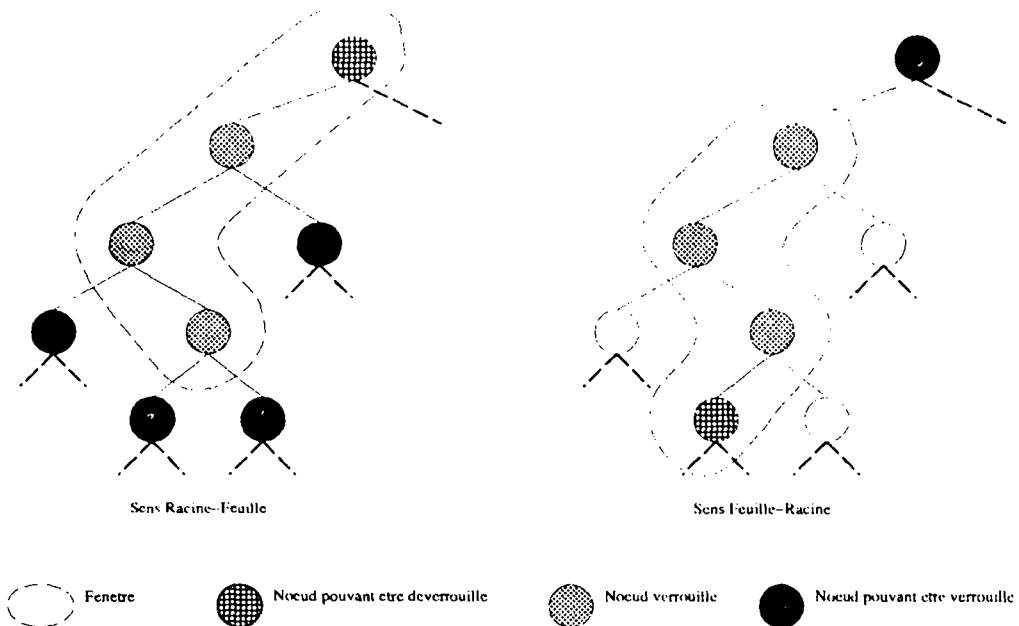 Sens Racine-Feuille
Sens Feuille-Racine
Fenetre
Noeud pouvant etre deverrouille
Noeud verrouille
Noeud pouvant etre verrouille